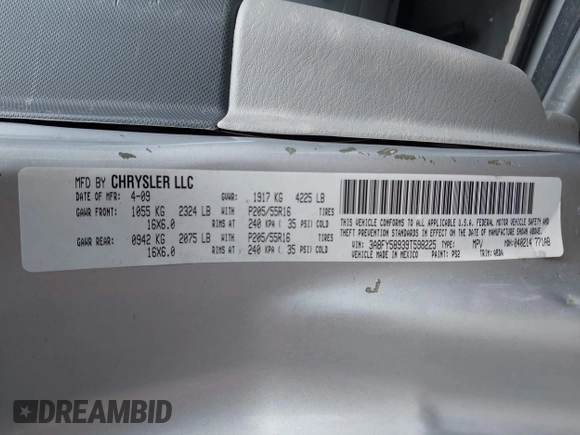 MFD BY CHRYSLER LLC
DATE OF MFR: 4-09 GVWR: 1917 KG 4225 LB
GAWR FRONT: 1055 KG 2324 LB WITH P205/55R16 TIRES
16X6.0 RIMS AT 240 KPA ( 35 PSI) COLD
GAWR REAR: 0942 KG 2075 LB WITH P205/55R16 TIRES
16X6.0 RIMS AT 240 KPA ( 35 PSI) COLD
THIS VEHICLE CONFORMS TO ALL APPLICABLE U.S.A. FEDERAL MOTOR VEHICLE SAFETY AND
THEFT PREVENTION STANDARDS IN EFFECT ON THE DATE OF MANUFACTURE SHOWN ABOVE.
VIN: 3A8FY58939T598225 TYPE: MPV MDH: 040214 771AB
VEHICLE MADE IN MEXICO PAINT: PS2 TRIM:
DREAMBID